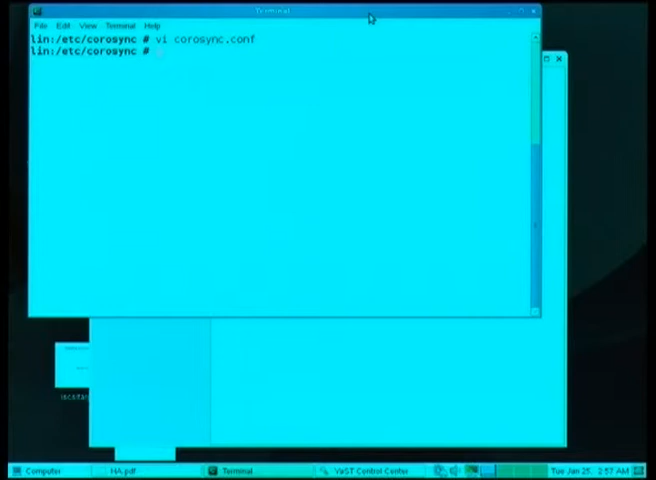 Terminal
File Edit View Terminal Help
lin:/etc/corosync # vi corosync.conf
lin:/etc/corosync #
Computer
HA.pdf
Terminal
YaST Control Center
Tue Jan 25, 2:57 AM